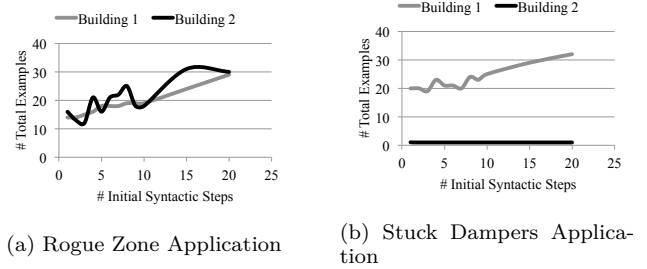 Building 1 Building 2
# Total Examples
40
30
20
10
0
0 5 10 15 20 25
# Initial Syntactic Steps
(a) Rogue Zone Application
Building 1 Building 2
# Total Examples
40
30
20
10
0
0 5 10 15 20 25
# Initial Syntactic Steps
(b) Stuck Dampers Applica-
tion